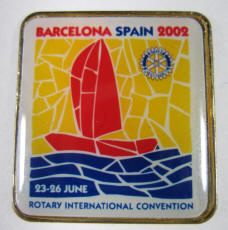 BARCELONA SPAIN 2002
23-26 JUNE
ROTARY INTERNATIONAL CONVENTION